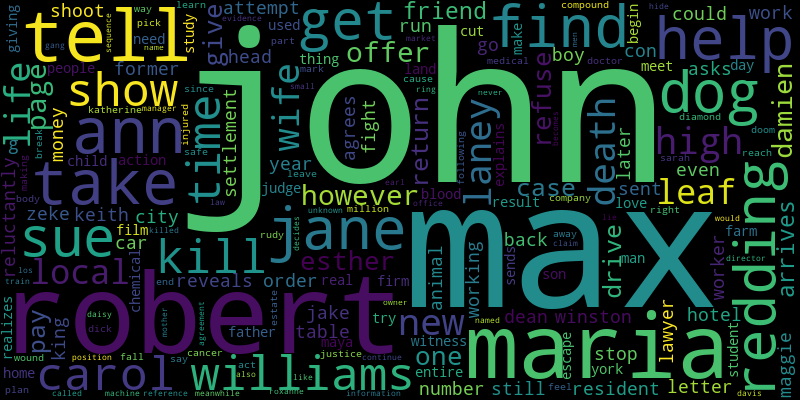 giving
tell
shoot
way
pick
need
former
study
learn
attempt
used
head
give
get
offer
thing
friend
run
cut
con
go
find
make
begin
compound
help
hide
could
work
life
page
show
people
name
sequence
evidence
gang
part
mark
land
market
medical
men
boy
doctor
meet
asks
day
dog
damien
money
katherine
manager
since
time
settlement
wife
cause
ring
small
agrees
fight
return
explains
never
refuse
diamond
doom
reach
or
break
ann
injured
john
laney
following
becomes
death
later
even
sarah
high
reluctantly
making
child
action
safe
year
leave
judge
blood
case
sent
love
leaf
body
take
law
however
earl
office
result
company
right
redding
zeke
keith
city
film
car
killed
unknown
million
jane
max
back
away
claim
lie
would
farm
director
worker
arrives
sue
kill
rudy
decides
esther
animal
working
sends
son
drive
man
local
chemical
reveals
order
real
firm
los
train
end
robert
owner
named
realizes
pay
king
daisy
dick
mother
agreement
estate
father
jake
table
try
new
dean
winston
hotel
lawyer
student
maya
justice
witness
one
maria
escape
stop
york
maggie
wound
position
fall
say
cancer
act
also
like
continue
entire
home
carol
williams
number
still
resident
feel
letter
davis
plan
called
machine
reference
meanwhile
roxanne
information